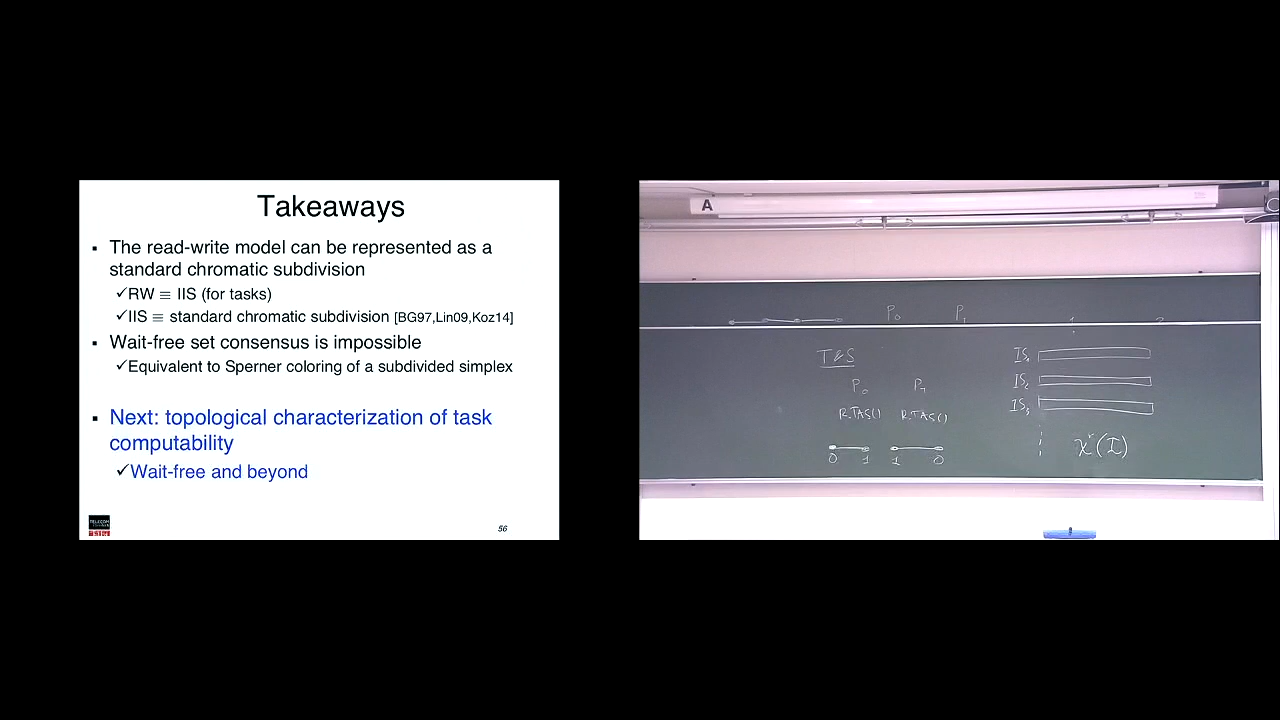 Takeaways
▪ The read-write model can be represented as a
standard chromatic subdivision
✓RW ≡ IIS (for tasks)
✓IIS ≡ standard chromatic subdivision [BG97,Lin09,Koz14]
▪ Wait-free set consensus is impossible
✓Equivalent to Sperner coloring of a subdivided simplex
▪ Next: topological characterization of task
computability
✓Wait-free and beyond
TELECOM
56
A
P₀ P₁
T&S
P₀ P₁
R.TAS() R.TAS()
0 1 1 0
IS₁
IS₂
IS₃
χʳ(I)